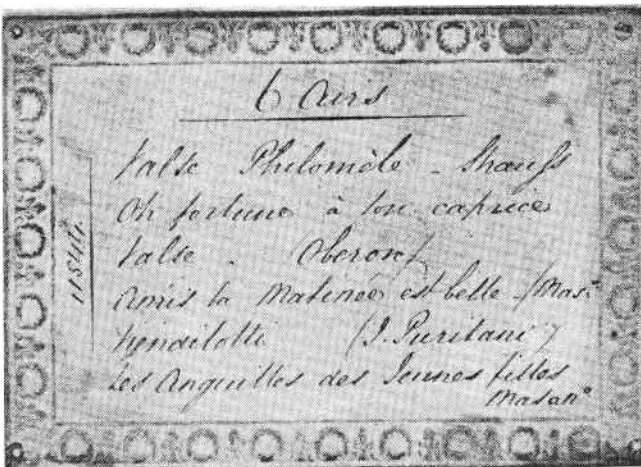 6 Airs
Valse Philomèle - Strauss
Oh fortune à ton caprice
Valse - Oberon
Amis la Matinée est belle - (Mas.
(I. Puritani)
Les Anguilles des Jeunes filles
Masan°